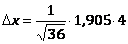 Δx = 1/√36 · 1,905 · 4